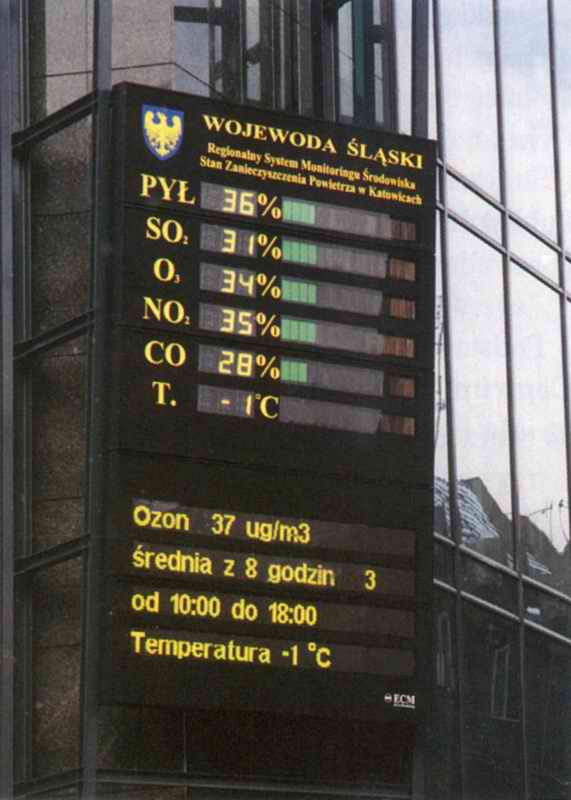 WOJEWODA ŚLĄSKI
Regionalny System Monitoringu Środowiska
Stan Zanieczyszczenia Powietrza w Katowicach
PYŁ 36%
SO₂ 31%
O₃ 34%
NO₂ 35%
CO 28%
T. -1°C
Ozon 37 ug/m3
średnia z 8 godzin 3
od 10:00 do 18:00
Temperatura -1 °C
ECM